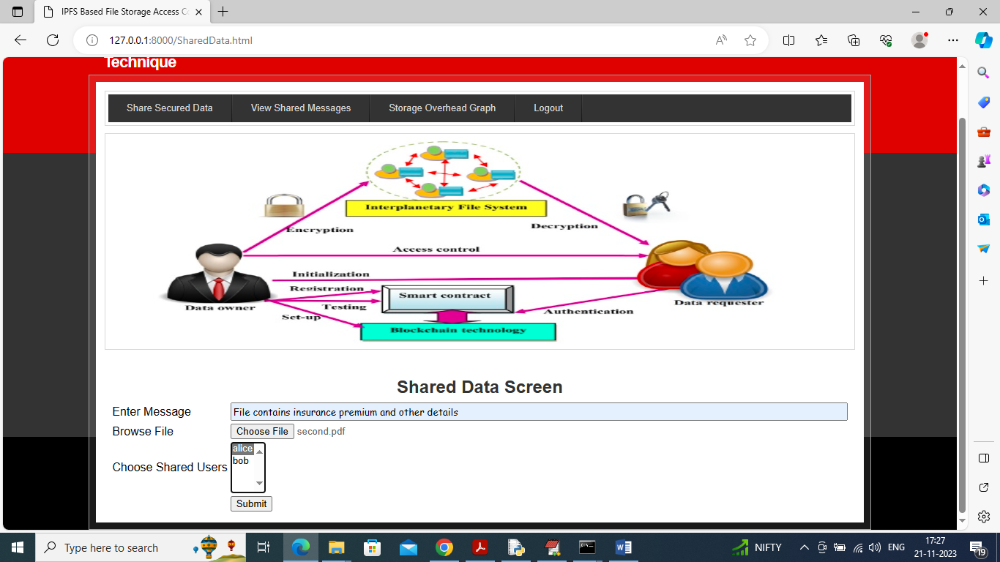 IPFS Based File Storage Access Co
127.0.0.1:8000/SharedData.html
Technique
Share Secured Data View Shared Messages Storage Overhead Graph Logout
Interplanetary File System
Encryption
Decryption
Access control
Initialization
Registration
Smart contract
Data owner
Testing
Data requester
Set-up
Authentication
Blockchain technology
Shared Data Screen
Enter Message File contains insurance premium and other details
Browse File Choose File second.pdf
alice
bob
Choose Shared Users
Submit
Type here to search
NIFTY
ENG
17:27
21-11-2023
19